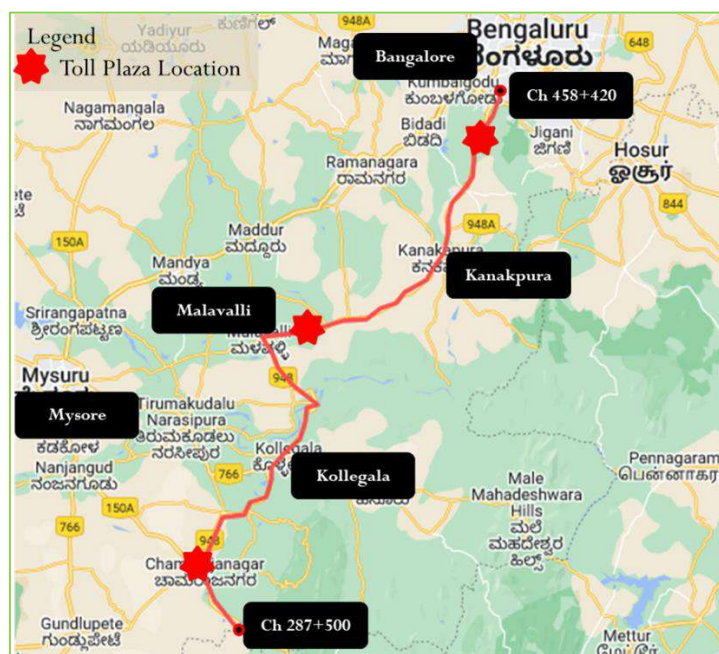 Legend
Toll Plaza Location
Yadiyur
ಯಡಿಯೂರ
948A
Bengaluru
ಬೆಂಗಳೂರು
Bangalore
648
Nagamangala
ನಾಗಮಂಗಲ
Kumbalgodu
ಕುಂಬಳಗೋಡು
Ch 458+420
Bidadi
ಬಿಡದಿ
Jigani
ಜಿಗಣಿ
Ramanagara
ರಾಮನಗರ
Hosur
ஓசூர்
844
Maddur
ಮದ್ದೂರು
948A
150A
Mandya
Kanakapura
Kanakpura
Srirangapatna
ಶ್ರೀರಂಗಪಟ್ಟಣ
Malavalli
ಮಳವಳ್ಳಿ
948
Mysuru
Mysore
Tirumakudalu
Narasipura
ತಿರುಮಕೂಡಲು
ನರಸೀಪುರ
ಕಡಕೋಳ
Nanjangud
ನಂಜನಗೂಡು
Kollegala
766
Kollegala
Male
Mahadeshwara
Hills
ಮಲೆ
ಮಹದೇಶ್ವರ
ಹಿಲ್ಸ್
Pennagaram
பென்னாகரம்
766
150A
948
ಚಾಮರಾಜನಗರ
Gundlupete
ಗುಂಡ್ಲುಪೇಟೆ
Ch 287+500
Mettur